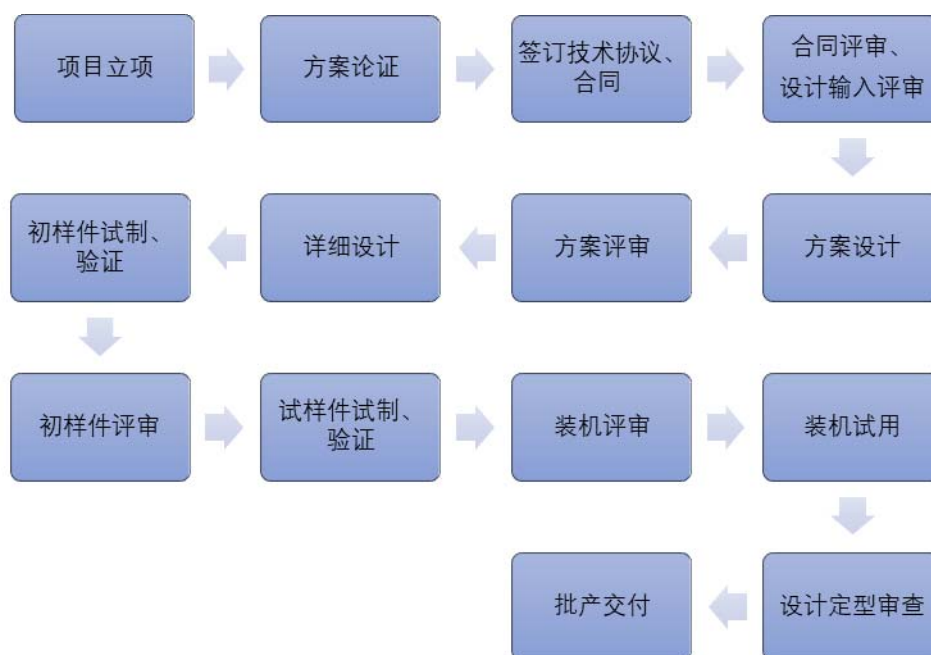 项目立项
方案论证
签订技术协议、
合同
合同评审、
设计输入评审
方案设计
方案评审
详细设计
初样件试制、
验证
初样件评审
试样件试制、
验证
装机评审
装机试用
设计定型审查
批产交付